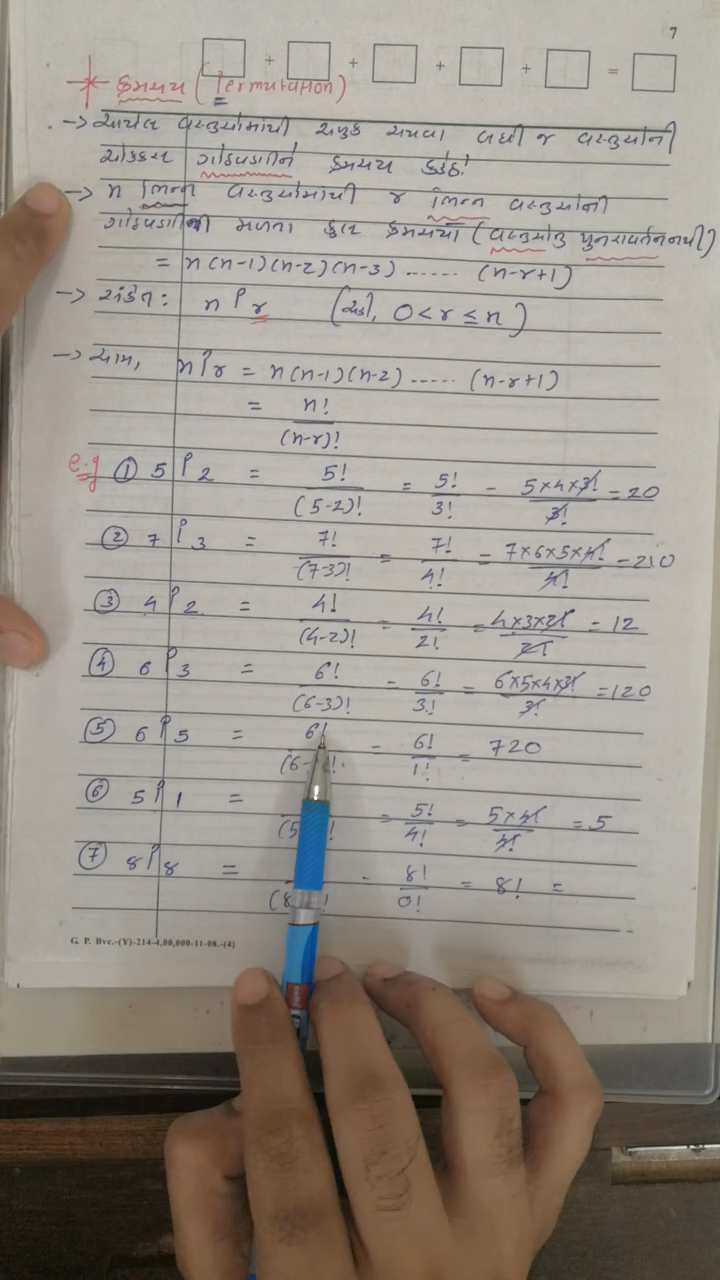 7
+ + + + =
* ક્રમચય (Permutation)
-> આપેલ વસ્તુઓમાંથી અમુક અથવા બધી જ વસ્તુઓની
એકહથ્થ ગોઠવણીને ક્રમચય કહેછે.
-> n ભિન્ન વસ્તુઓમાંથી r ભિન્ન વસ્તુઓની
ગોઠવણીથી મળતા કુલ ક્રમચયો (વસ્તુઓનું પુનરાવર્તન નથી)
= n(n-1)(n-2)(n-3) ...... (n-r+1)
-> સંકેત: nPr (જ્યાં, 0<r≤n)
-> આમ, nPr = n(n-1)(n-2) ..... (n-r+1)
= n!/(n-r)!
e.g ① 5P2 = 5!/(5-2)! = 5!/3! = 5×4×3!/3! = 20
② 7P3 = 7!/(7-3)! = 7!/4! = 7×6×5×4!/4! = 210
③ 4P2 = 4!/(4-2)! = 4!/2! = 4×3×2!/2! = 12
④ 6P3 = 6!/(6-3)! = 6!/3! = 6×5×4×3!/3! = 120
⑤ 6P5 = 6!/(6- )! = 6!/1! = 720
⑥ 5P1 = (5 ! = 5!/4! = 5×4!/4! = 5
⑦ 8P8 = (8 ! = 8!/0! = 8! =
G. P. Bvc.-(Y)-214-4,00,000-11-08.-(4)